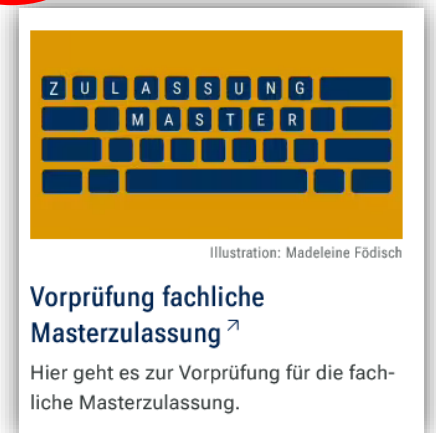 ZULASSUNG
MASTER
Illustration: Madeleine Födisch
Vorprüfung fachliche
Masterzulassung ↗
Hier geht es zur Vorprüfung für die fach-
liche Masterzulassung.